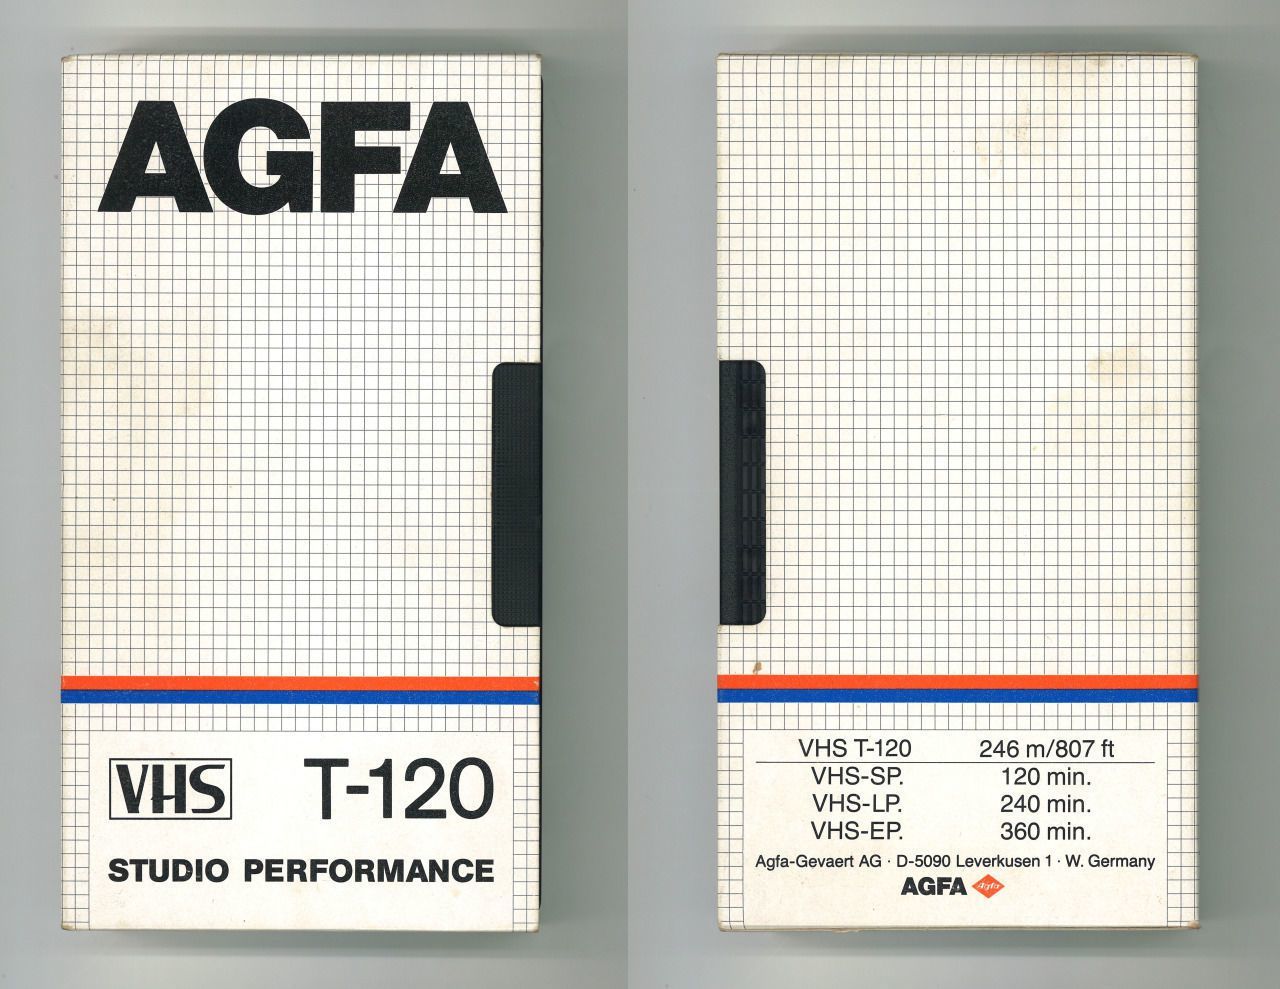 AGFA
VHS T-120
STUDIO PERFORMANCE
VHS T-120 246 m/807 ft
VHS-SP. 120 min.
VHS-LP. 240 min.
VHS-EP. 360 min.
Agfa-Gevaert AG · D-5090 Leverkusen 1 · W. Germany
AGFA Agfa